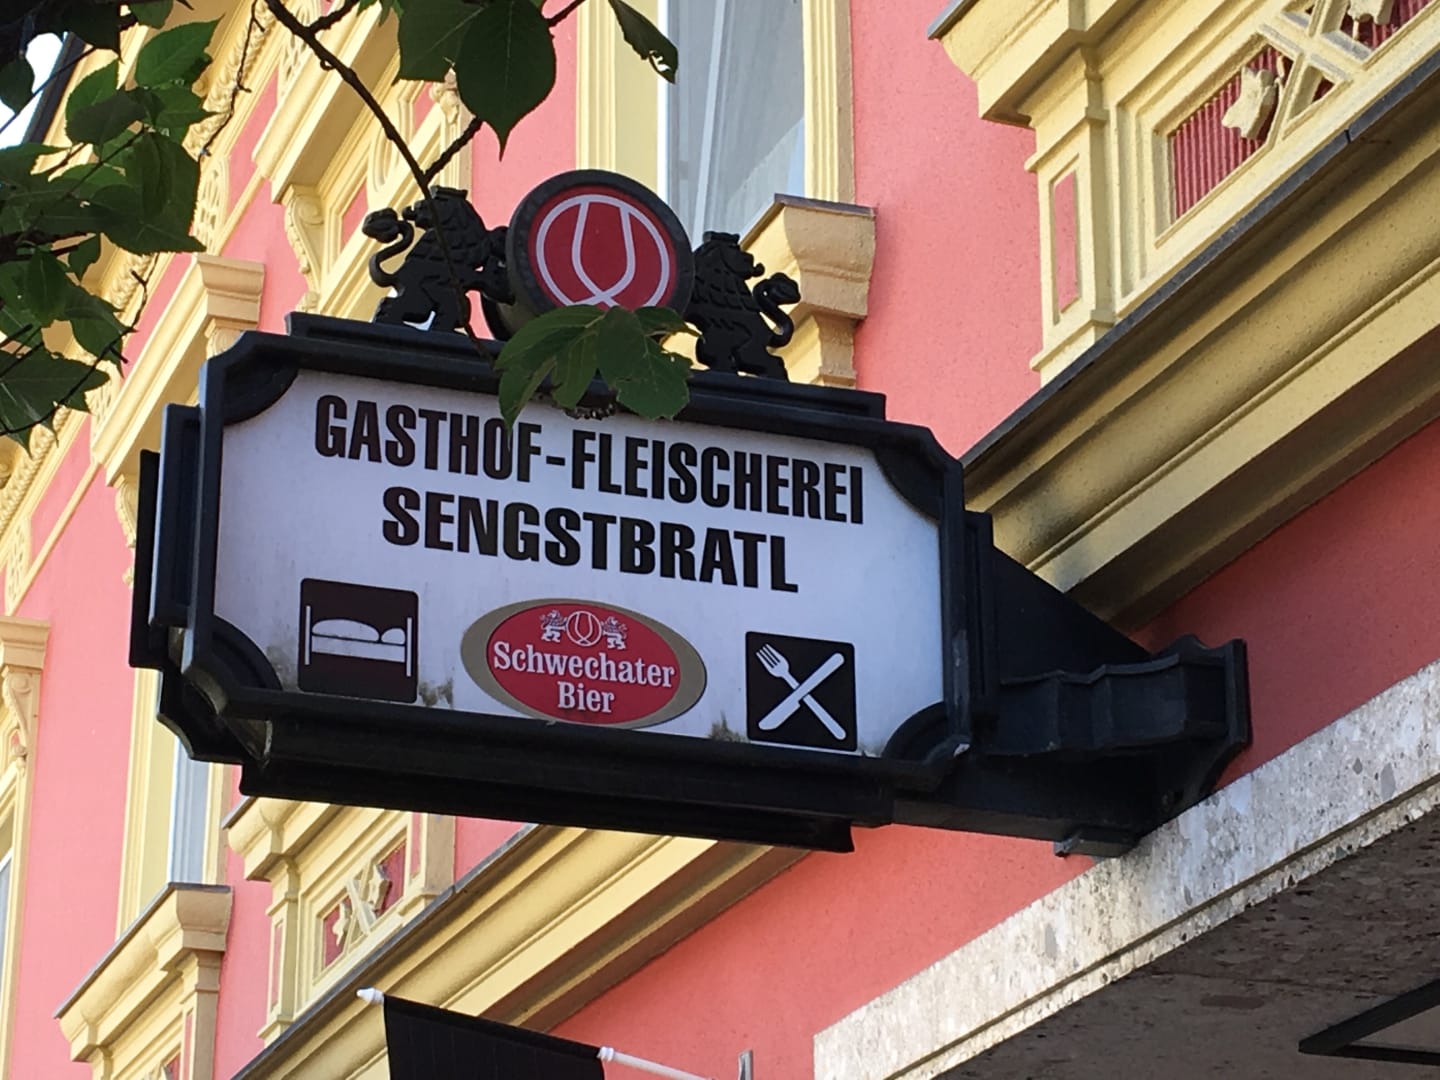 GASTHOF-FLEISCHEREI
SENGSTBRATL
Schwechater
Bier